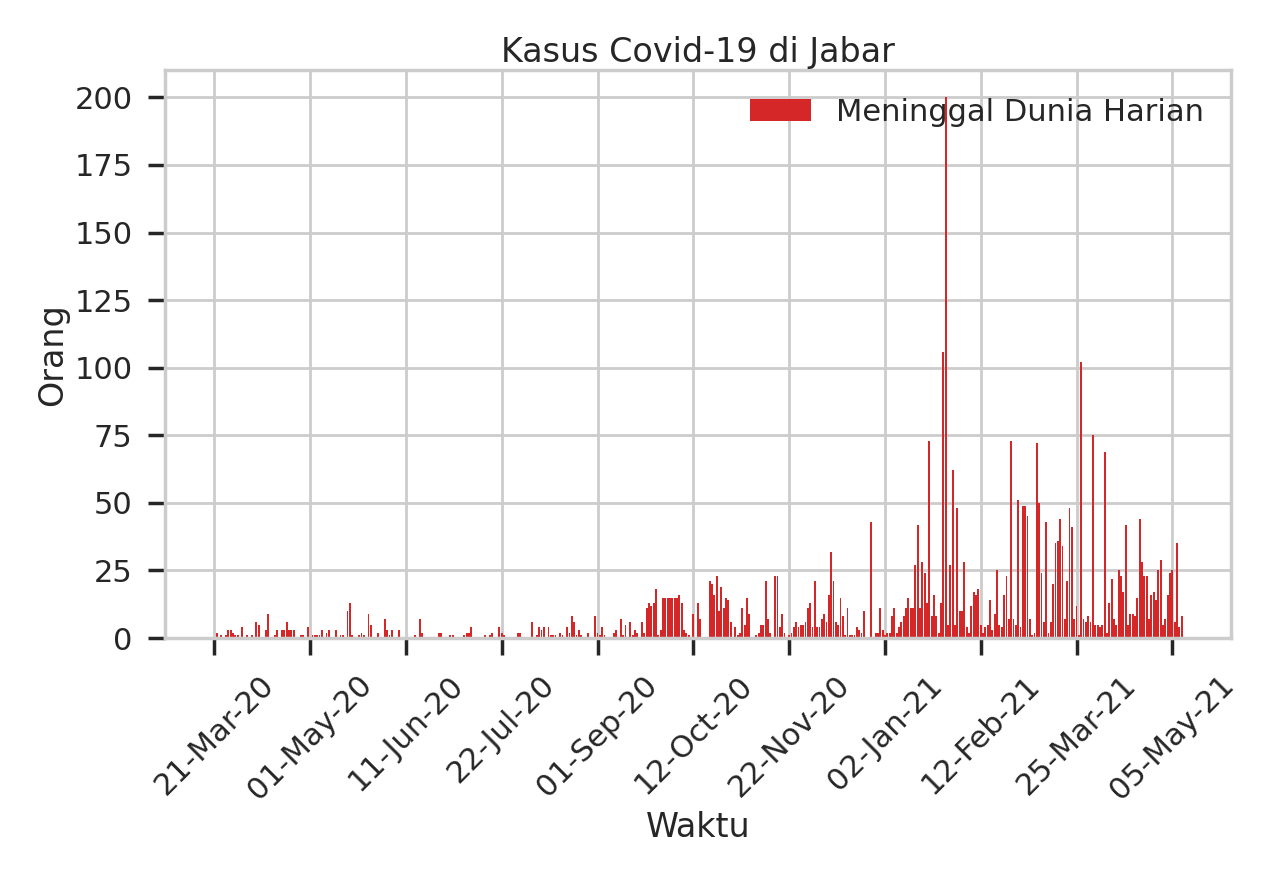 Kasus Covid-19 di Jabar
Meninggal Dunia Harian
Orang
200
175
150
125
100
75
50
25
0
21-Mar-20
01-May-20
11-Jun-20
22-Jul-20
01-Sep-20
12-Oct-20
22-Nov-20
02-Jan-21
12-Feb-21
25-Mar-21
05-May-21
Waktu